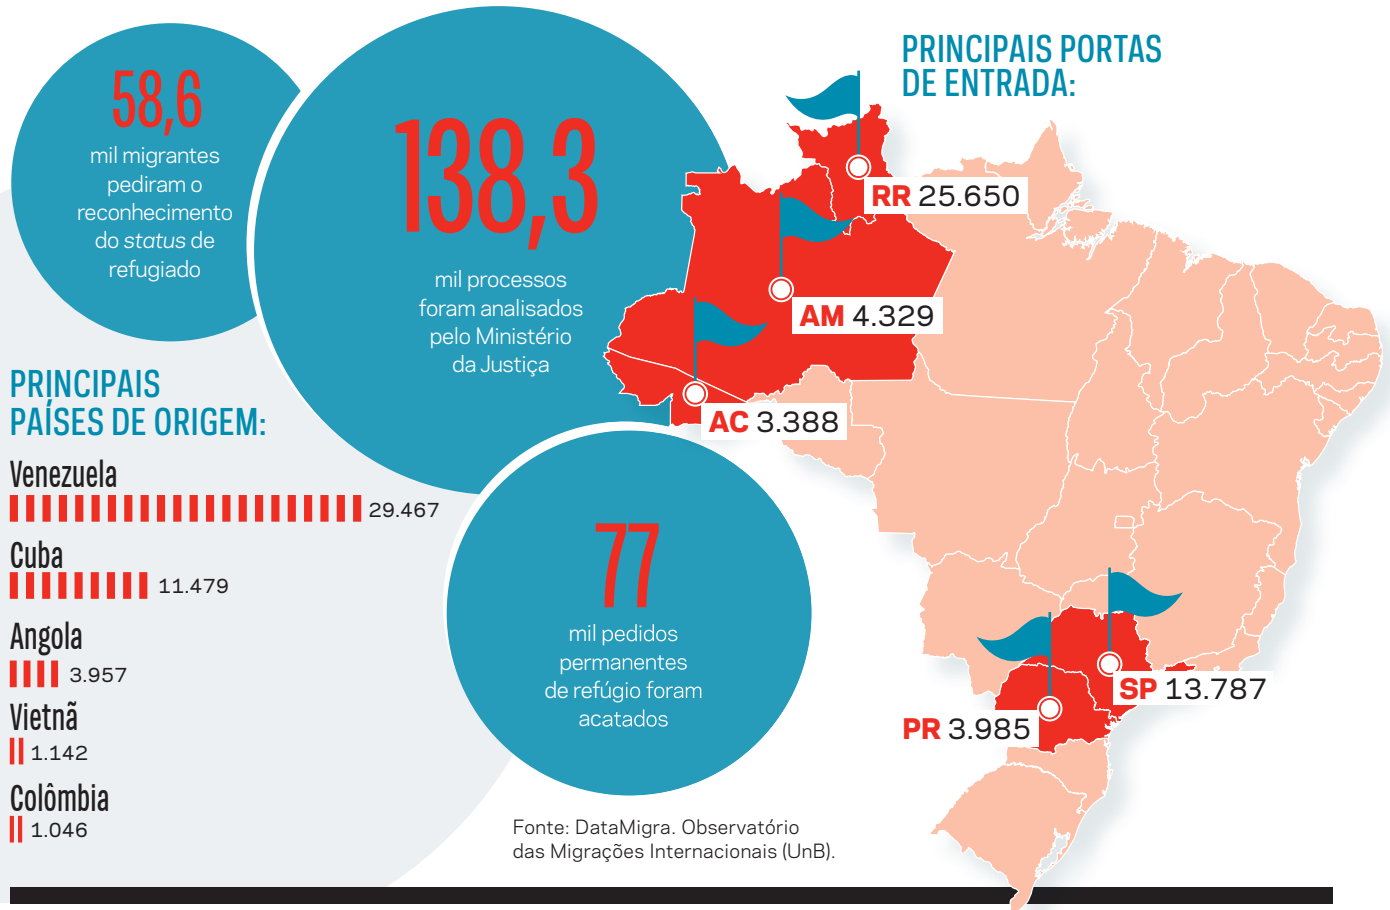 58,6
mil migrantes
pediram o
reconhecimento
do status de
refugiado
138,3
mil processos
foram analisados
pelo Ministério
da Justiça
77
mil pedidos
permanentes
de refúgio foram
acatados
PRINCIPAIS
PAÍSES DE ORIGEM:
Venezuela
29.467
Cuba
11.479
Angola
3.957
Vietnã
1.142
Colômbia
1.046
PRINCIPAIS PORTAS
DE ENTRADA:
RR 25.650
AM 4.329
AC 3.388
SP 13.787
PR 3.985
Fonte: DataMigra. Observatório
das Migrações Internacionais (UnB).